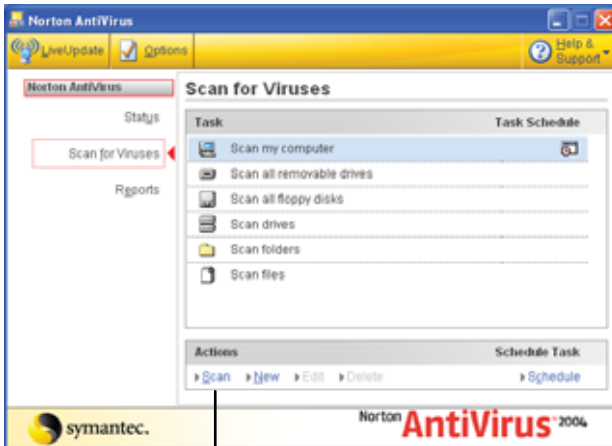 Norton AntiVirus
LiveUpdate Options Help & Support
Norton AntiVirus
Status
Scan for Viruses
Reports
Scan for Viruses
Task Task Schedule
Scan my computer
Scan all removable drives
Scan all floppy disks
Scan drives
Scan folders
Scan files
Actions Schedule Task
Scan New Edit Delete Schedule
symantec.
Norton AntiVirus 2004